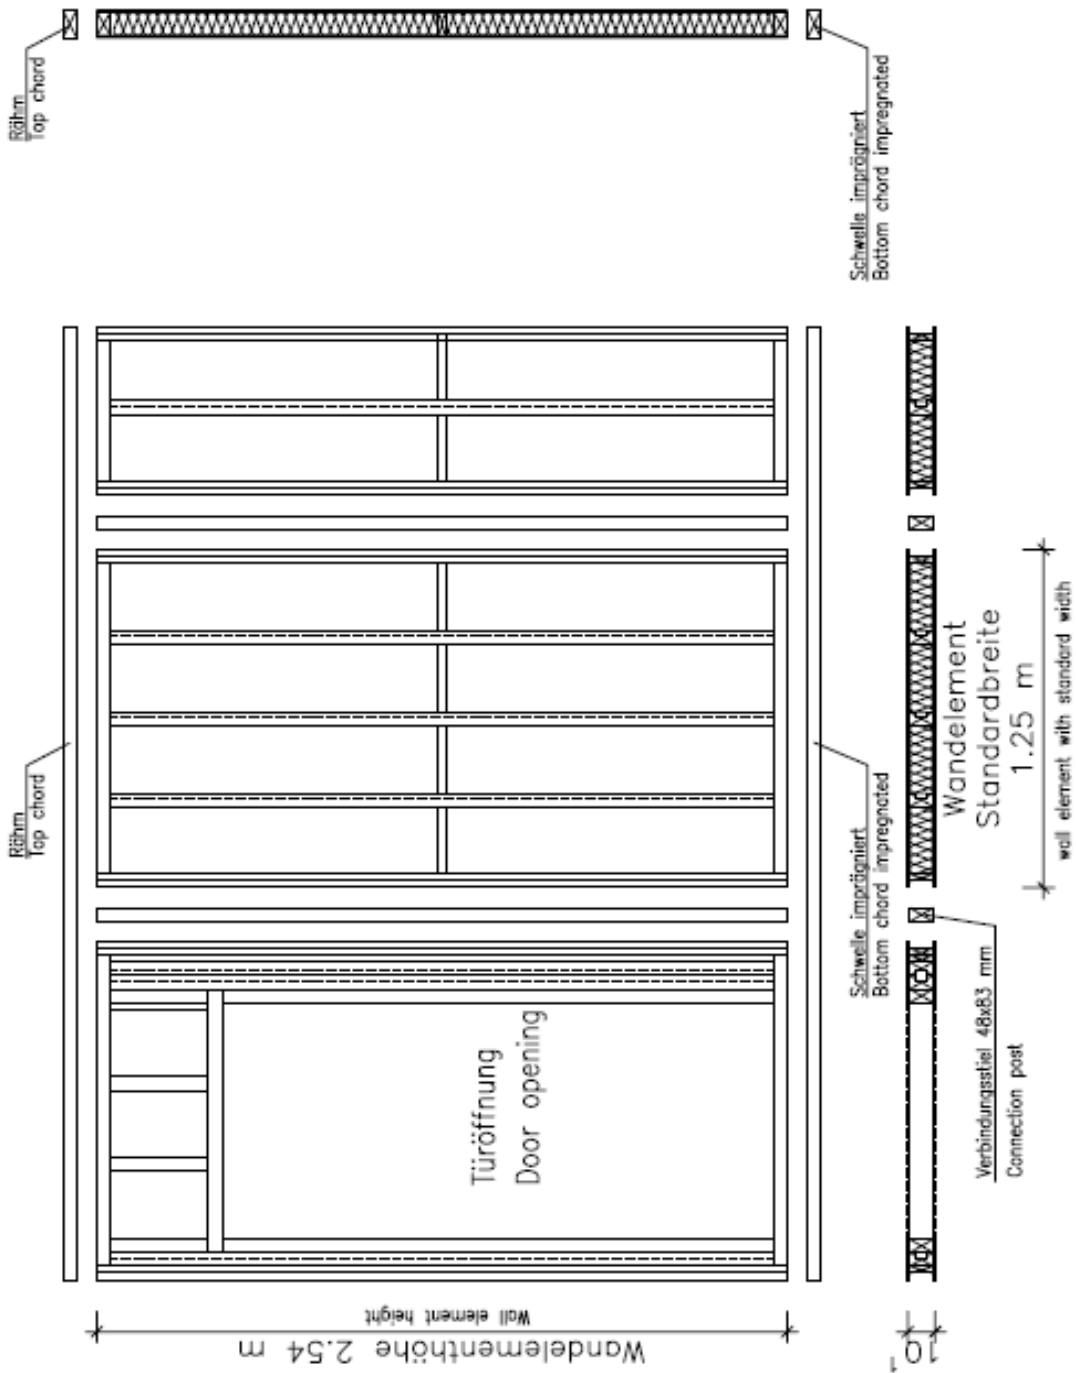 Rähm
Top chord
Schwelle imprägniert
Bottom chord impregnated
Rähm
Top chord
Schwelle imprägniert
Bottom chord impregnated
Wandelement
Standardbreite
1.25 m
wall element with standard width
Türöffnung
Door opening
Verbindungsstiel 48x83 mm
Connection post
Wall element height
Wandelementhöhe 2.54 m
10¹